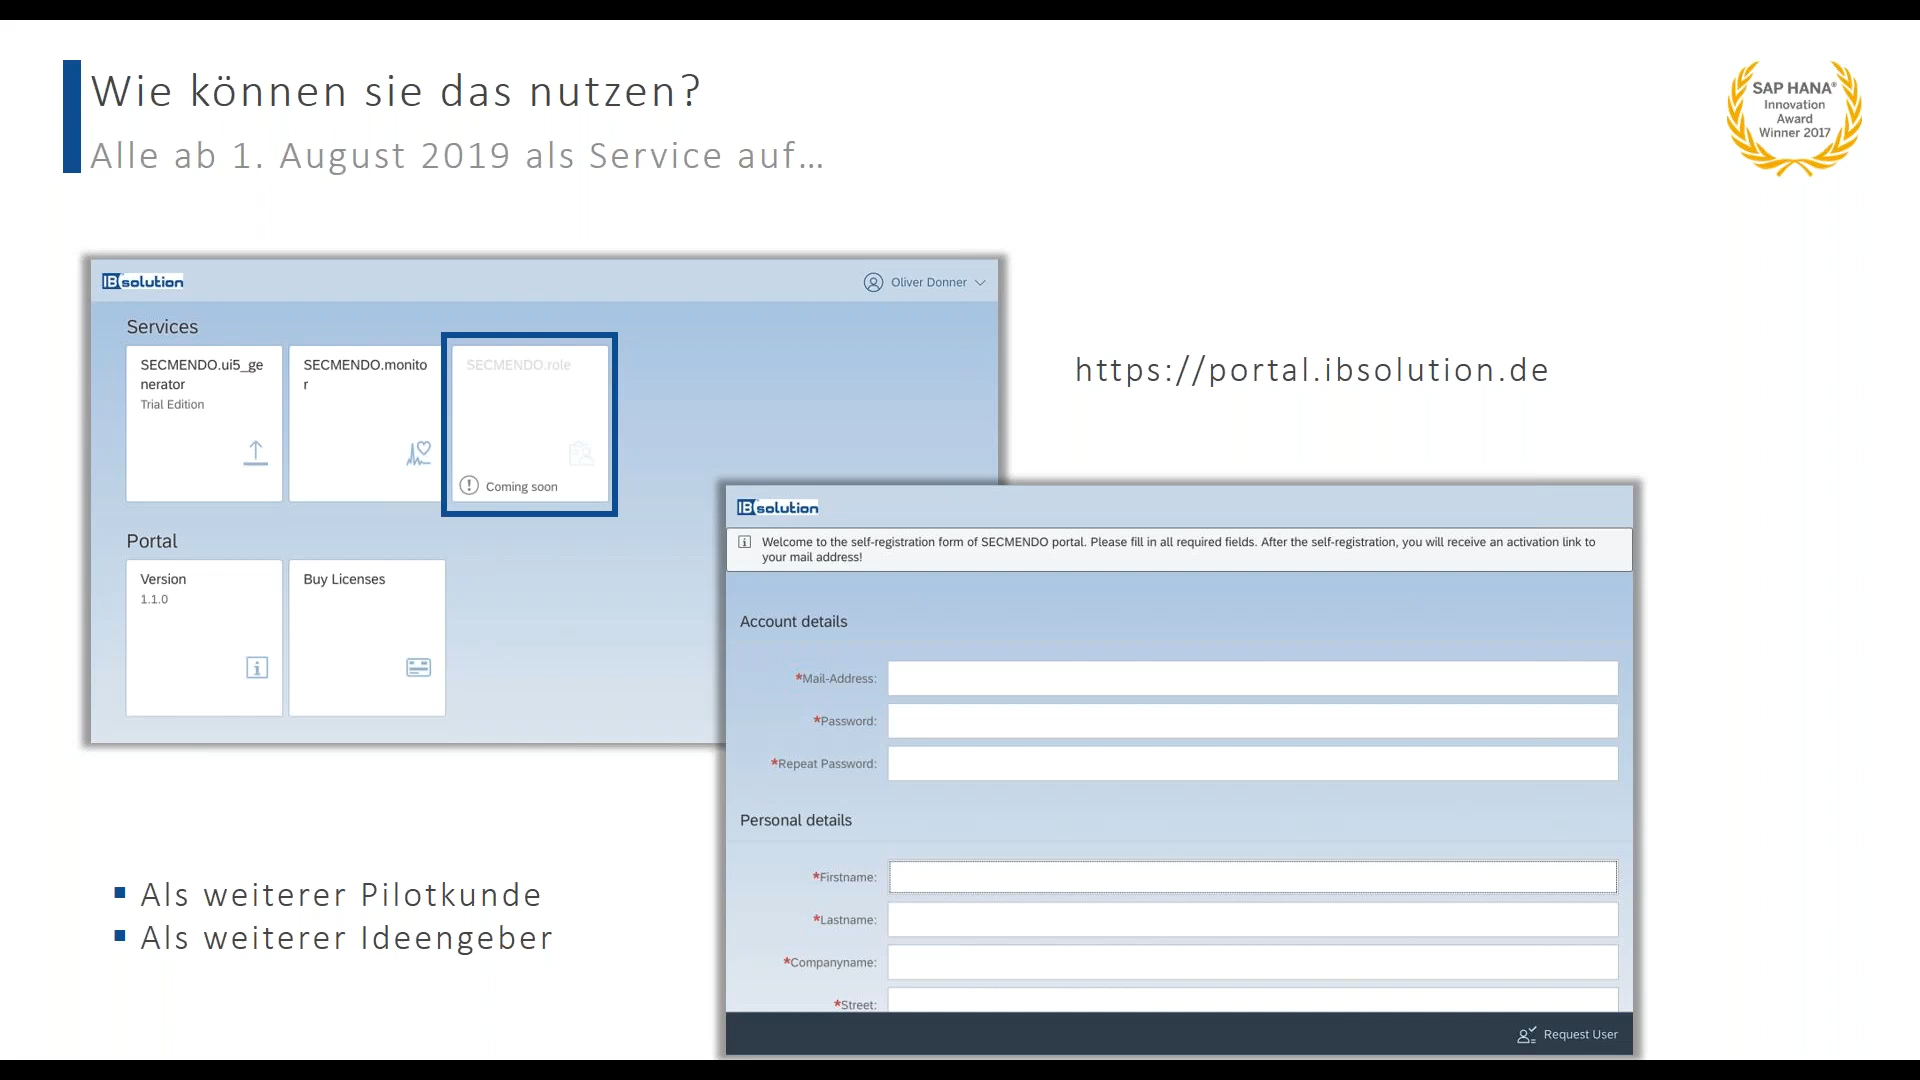 Wie können sie das nutzen?
Alle ab 1. August 2019 als Service auf…
SAP HANA®
Innovation
Award
Winner 2017
IBsolution
Oliver Donner
Services
SECMENDO.ui5_ge
nerator
Trial Edition
SECMENDO.monito
r
SECMENDO.role
Coming soon
Portal
Version
1.1.0
Buy Licenses
https://portal.ibsolution.de
IBsolution
Welcome to the self-registration form of SECMENDO portal. Please fill in all required fields. After the self-registration, you will receive an activation link to
your mail address!
Account details
*Mail-Address:
*Password:
*Repeat Password:
Personal details
*Firstname:
*Lastname:
*Companyname:
*Street:
Request User
▪ Als weiterer Pilotkunde
▪ Als weiterer Ideengeber